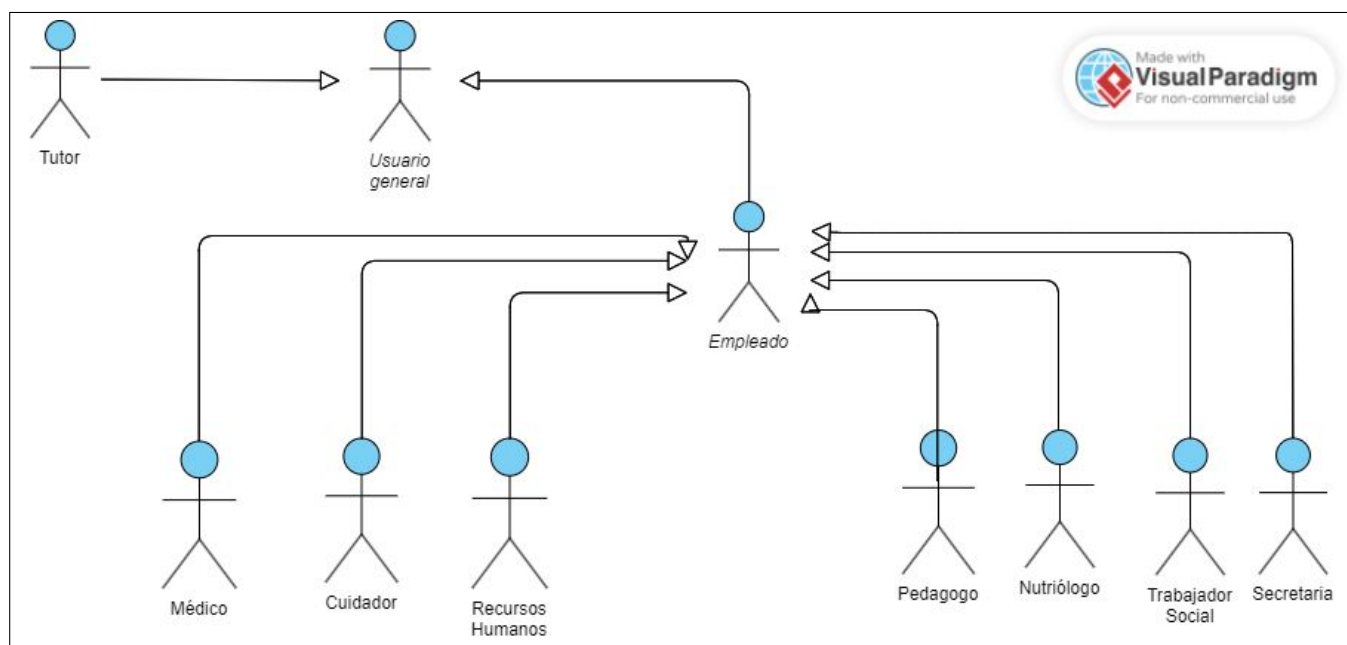 Made with
Visual Paradigm
For non-commercial use
Tutor
Usuario
general
Empleado
Médico
Cuidador
Recursos
Humanos
Pedagogo
Nutriólogo
Trabajador
Social
Secretaria